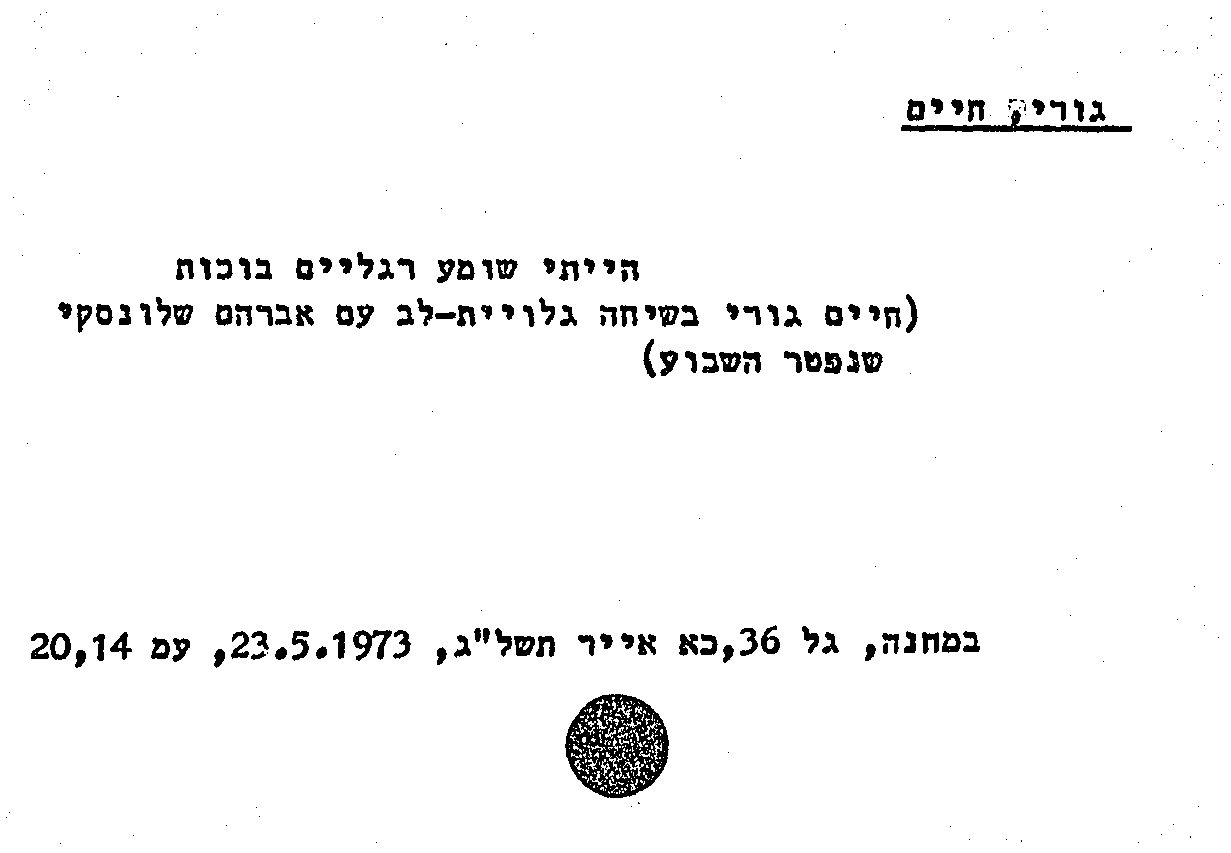 גורי, חיים
הייתי שומע רגליים בוכות
(חיים גורי בשיחה גלויית-לב עם אברהם שלונסקי
שנפטר השבוע)
במחנה, גל 36,כא אייר תשל"ג, 23.5.1973, עמ 20,14